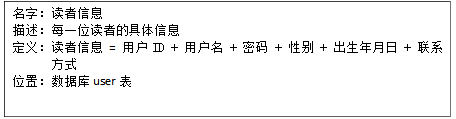 名字：读者信息
描述：每一位读者的具体信息
定义：读者信息 = 用户 ID + 用户名 + 密码 + 性别 + 出生年月日 + 联系
方式
位置：数据库 user 表